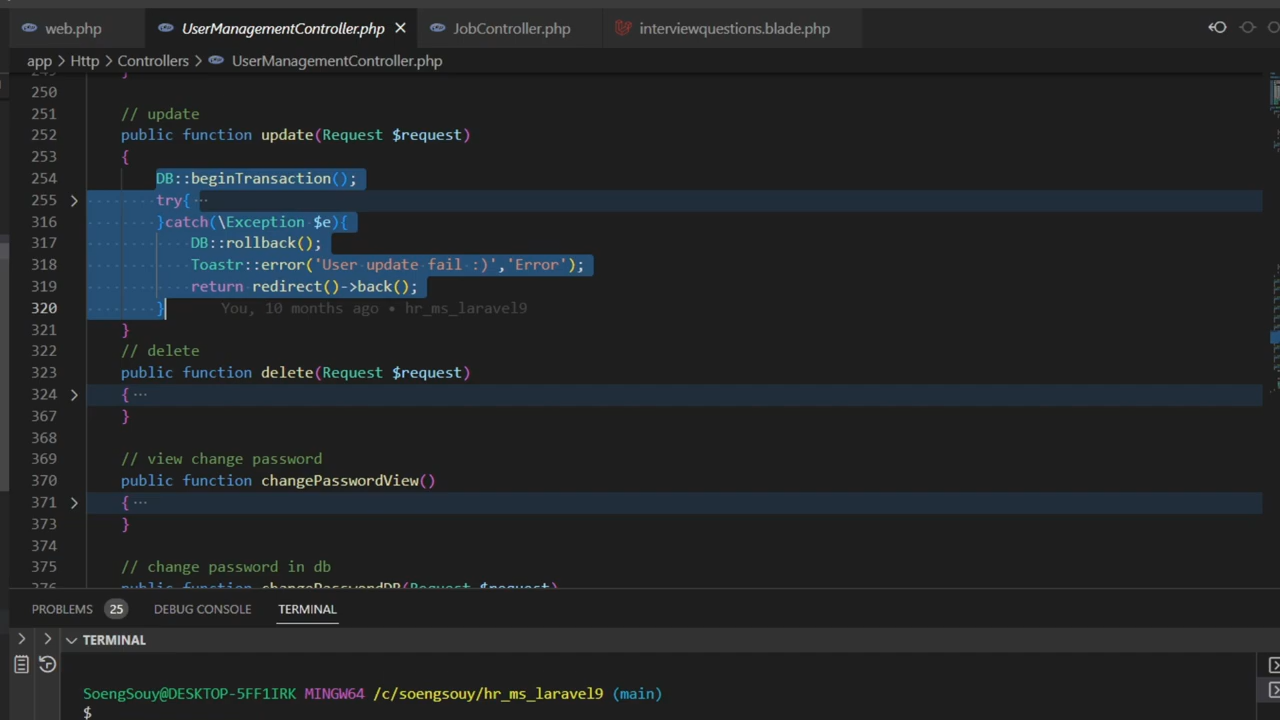 web.php UserManagementController.php JobController.php interviewquestions.blade.php
app > Http > Controllers > UserManagementController.php
249 }
250
251 // update
252 public function update(Request $request)
253 {
254 DB::beginTransaction();
255 try{ ···
316 }catch(\Exception $e){
317 DB::rollback();
318 Toastr::error('User update fail :)','Error');
319 return redirect()->back();
320 } You, 10 months ago • hr_ms_laravel9
321 }
322 // delete
323 public function delete(Request $request)
324 { ···
367 }
368
369 // view change password
370 public function changePasswordView()
371 { ···
373 }
374
375 // change password in db
376 public function changePasswordDB(Request $request)
PROBLEMS 25 DEBUG CONSOLE TERMINAL
TERMINAL
SoengSouy@DESKTOP-5FF1IRK MINGW64 /c/soengsouy/hr_ms_laravel9 (main)
$